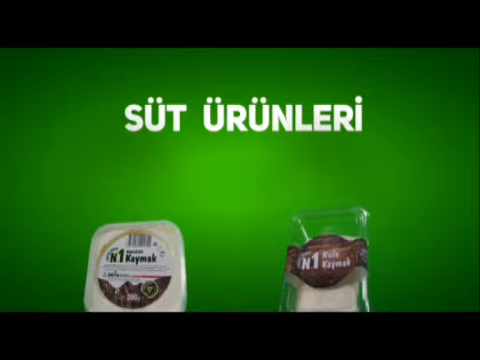 SÜT ÜRÜNLERİ
N1
Kaymak
N1 Rulo
Kaymak